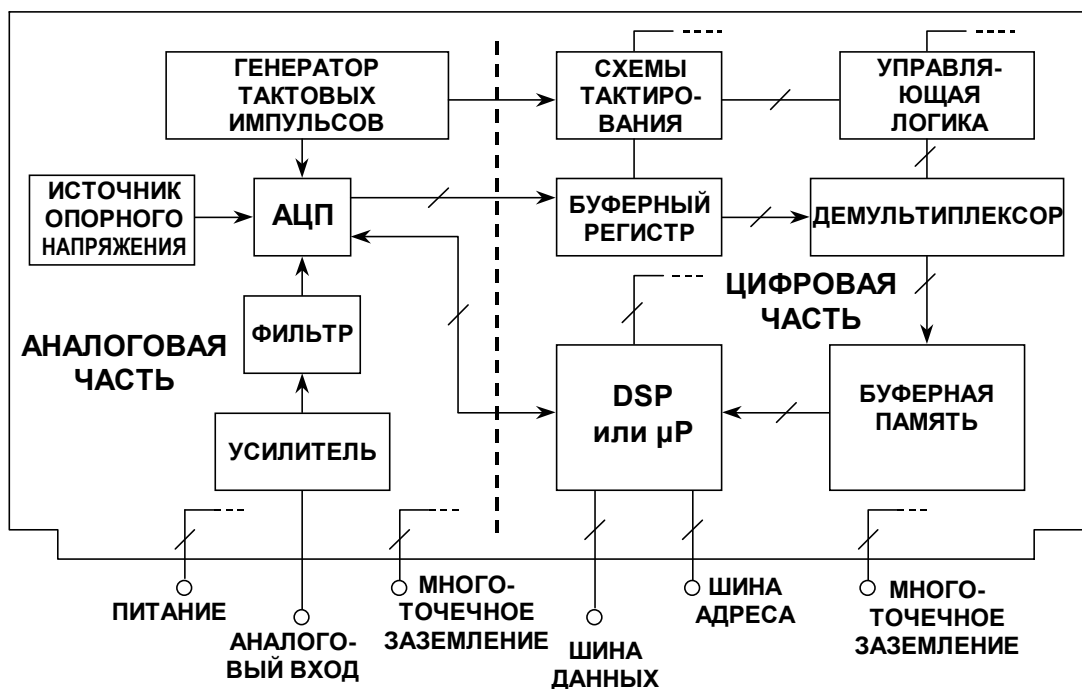 ГЕНЕРАТОР
ТАКТОВЫХ
ИМПУЛЬСОВ
СХЕМЫ
ТАКТИРО-
ВАНИЯ
УПРАВЛЯ-
ЮЩАЯ
ЛОГИКА
ИСТОЧНИК
ОПОРНОГО
НАПРЯЖЕНИЯ
АЦП
БУФЕРНЫЙ
РЕГИСТР
ДЕМУЛЬТИПЛЕКСОР
АНАЛОГОВАЯ
ЧАСТЬ
ФИЛЬТР
ЦИФРОВАЯ
ЧАСТЬ
УСИЛИТЕЛЬ
DSP
или µP
БУФЕРНАЯ
ПАМЯТЬ
ПИТАНИЕ
АНАЛОГО-
ВЫЙ ВХОД
МНОГО-
ТОЧЕЧНОЕ
ЗАЗЕМЛЕНИЕ
ШИНА
ДАННЫХ
ШИНА
АДРЕСА
МНОГО-
ТОЧЕЧНОЕ
ЗАЗЕМЛЕНИЕ